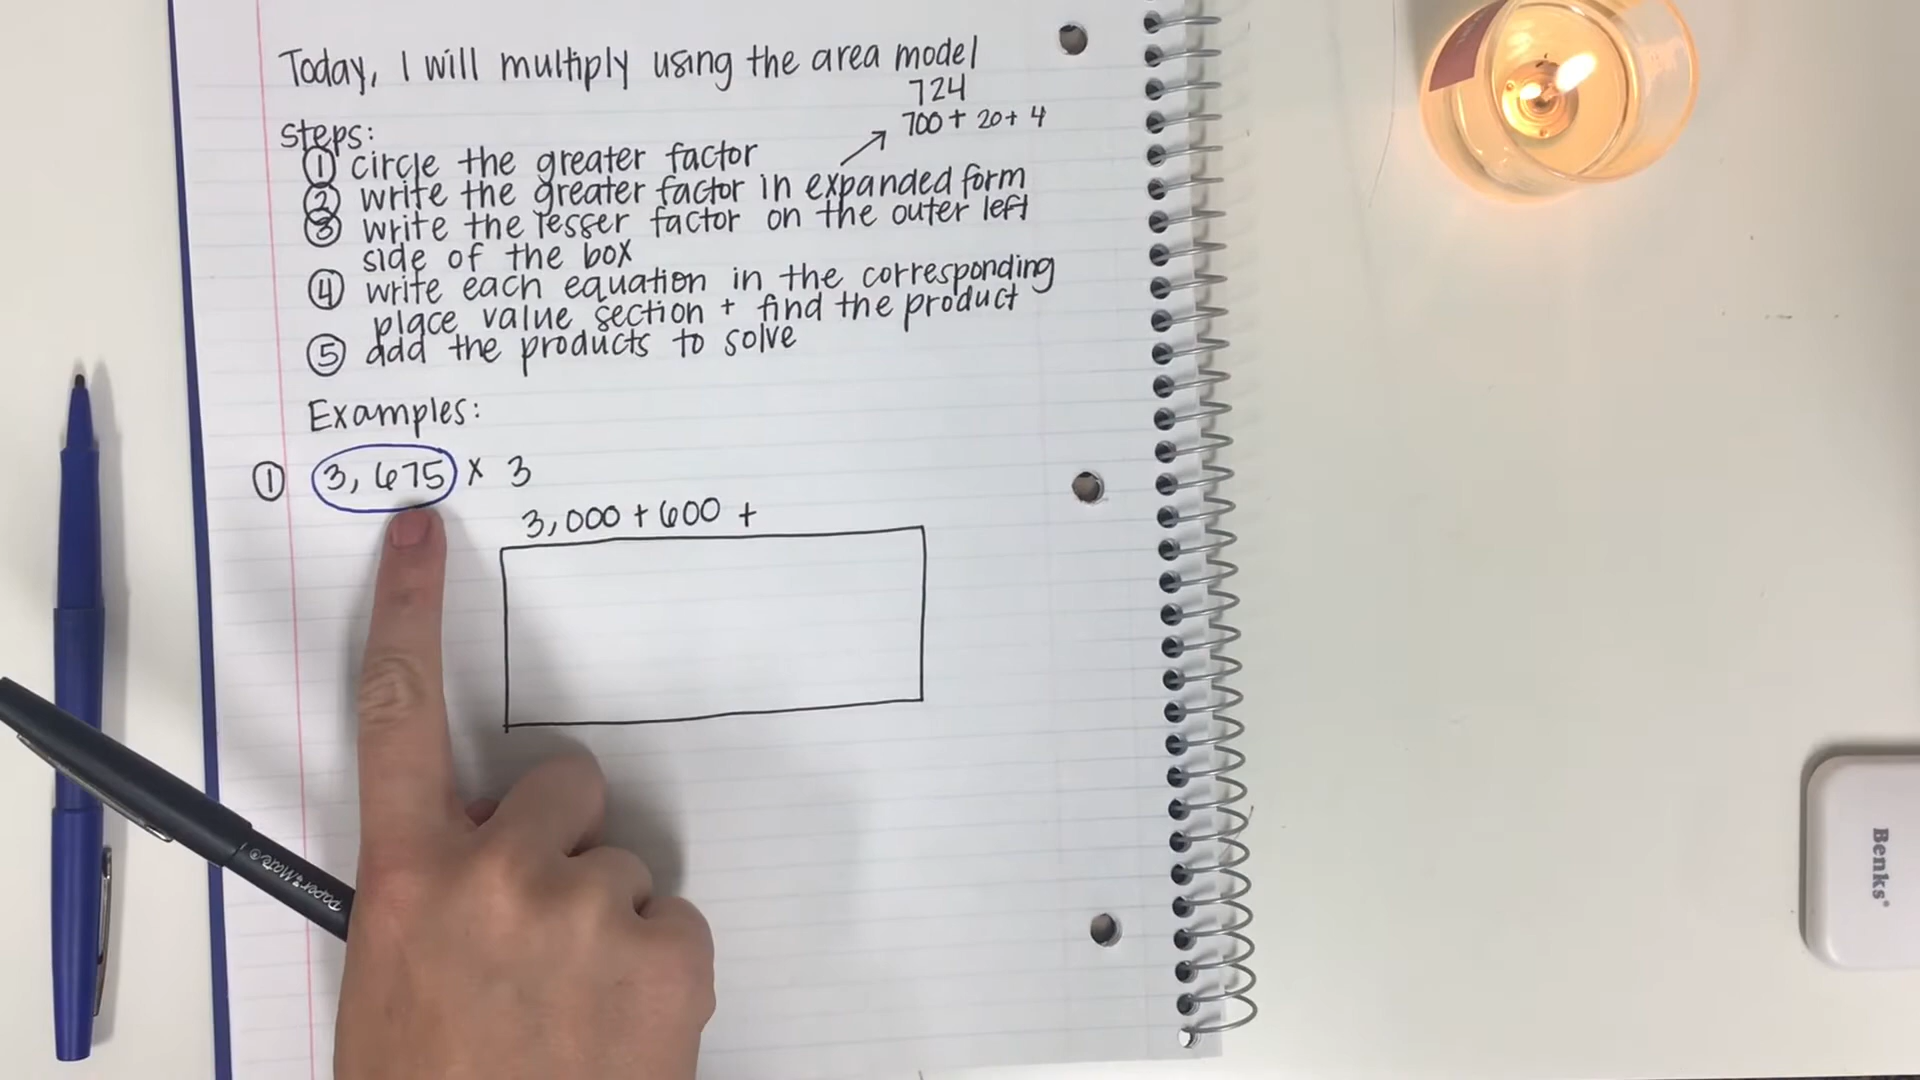 Today, I will multiply using the area model
724
700 + 20 + 4
steps:
① circle the greater factor
② write the greater factor in expanded form
③ write the lesser factor on the outer left
side of the box
④ write each equation in the corresponding
place value section + find the product
⑤ add the products to solve
Examples:
① 3,675 x 3
3,000 + 600 +
paper:Mate®
Benks®